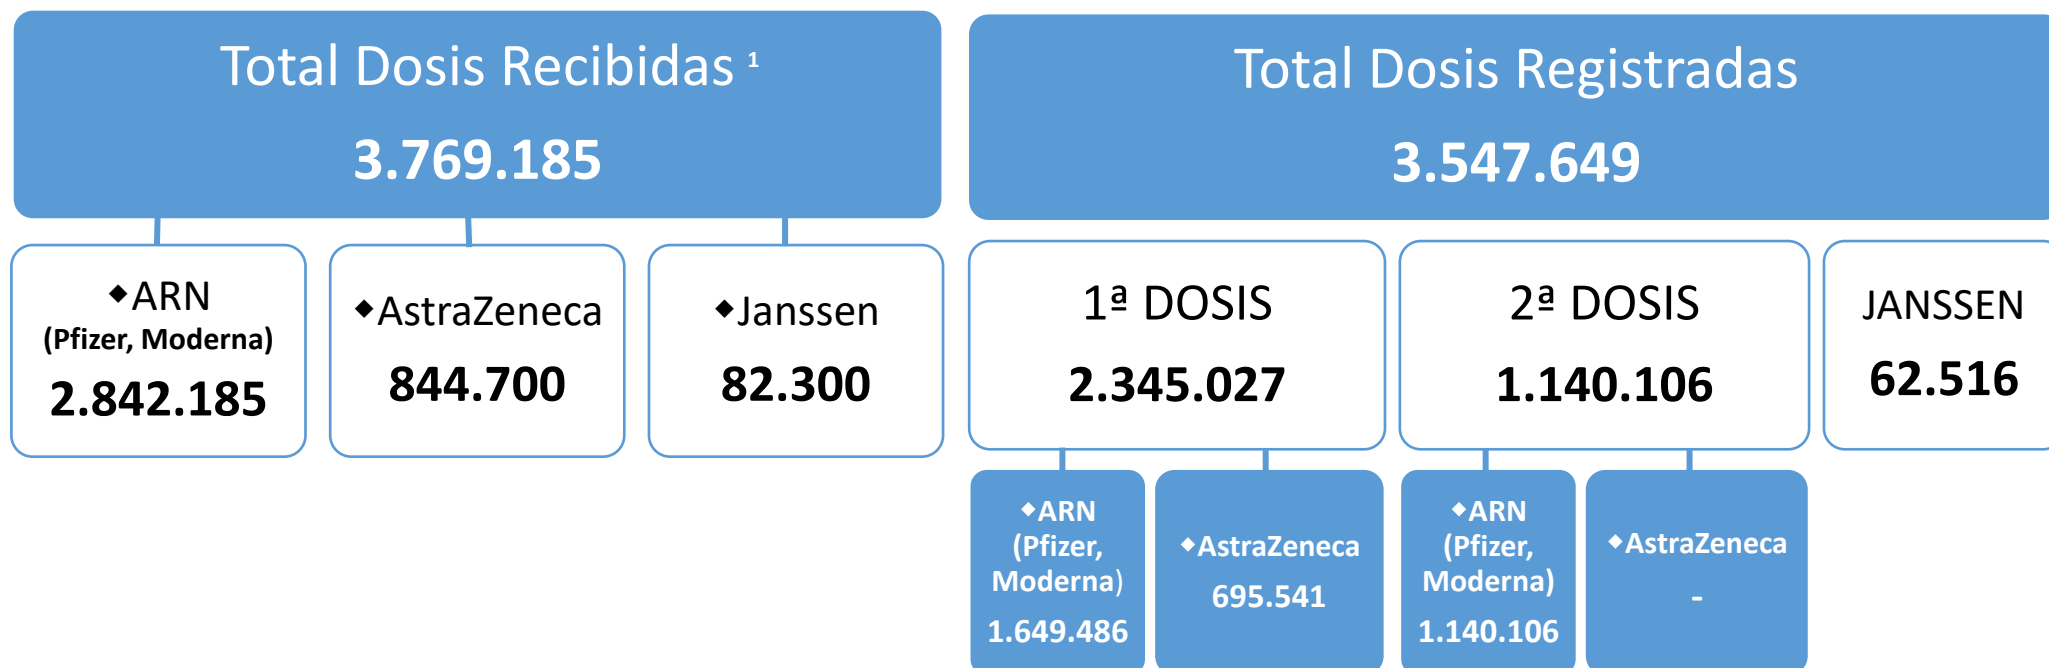 Total Dosis Recibidas ¹
3.769.185
◆ARN
(Pfizer, Moderna)
2.842.185
◆AstraZeneca
844.700
◆Janssen
82.300
Total Dosis Registradas
3.547.649
1ª DOSIS
2.345.027
2ª DOSIS
1.140.106
JANSSEN
62.516
◆ARN
(Pfizer,
Moderna)
1.649.486
◆AstraZeneca
695.541
◆ARN
(Pfizer,
Moderna)
1.140.106
◆AstraZeneca
-